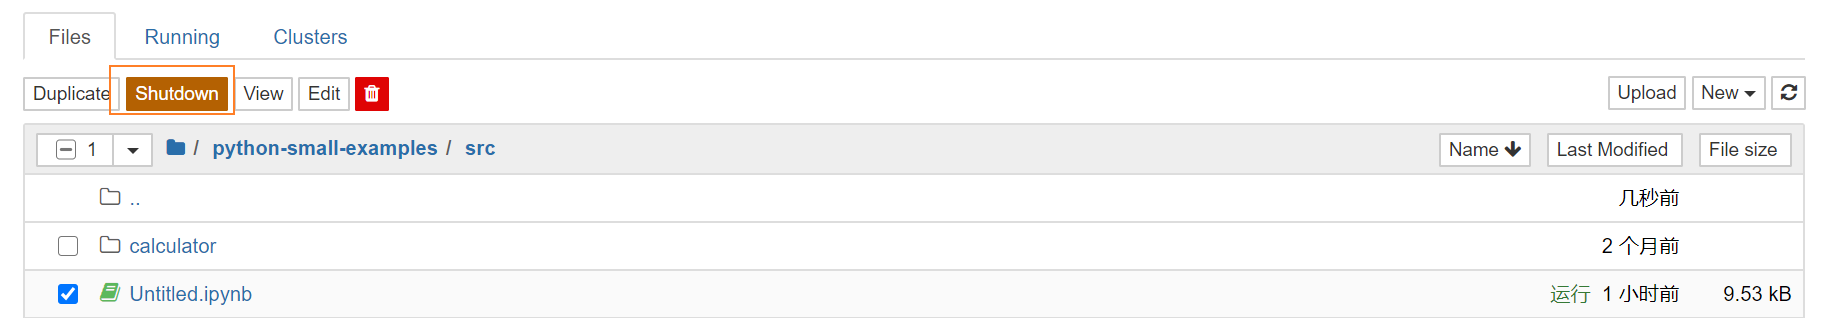 Files Running Clusters
Duplicate Shutdown View Edit Upload New
1 / python-small-examples / src Name Last Modified File size
.. 几秒前
calculator 2 个月前
Untitled.ipynb 运行 1 小时前 9.53 kB